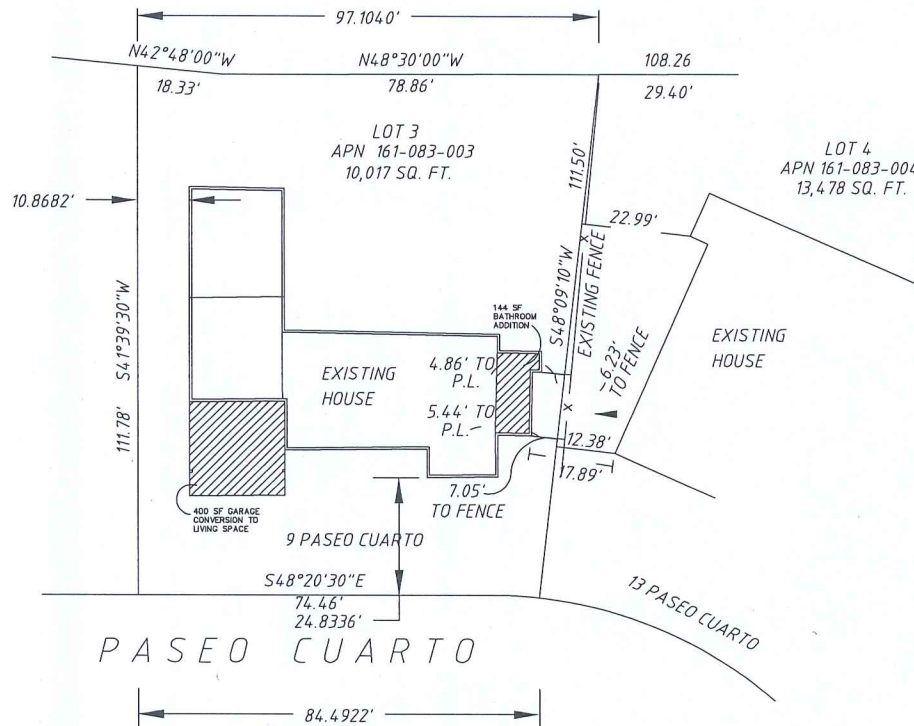 97.1040'
N42°48'00"W
N48°30'00"W
108.26
18.33'
78.86'
29.40'
LOT 3
APN 161-083-003
10,017 SQ. FT.
LOT 4
APN 161-083-004
13,478 SQ. FT.
10.8682'
111.50'
22.99'
S48°09'10"W
X
EXISTING FENCE
X
S41°39'30"W
111.78'
144 SF
BATHROOM
ADDITION
6.23'
TO FENCE
EXISTING
HOUSE
EXISTING
HOUSE
4.86' TO
P.L.
5.44' TO
P.L.
12.38'
17.89'
7.05'
TO FENCE
400 SF GARAGE
CONVERSION TO
LIVING SPACE
9 PASEO CUARTO
S48°20'30"E
74.46'
24.8336'
13 PASEO CUARTO
PASEO CUARTO
84.4922'